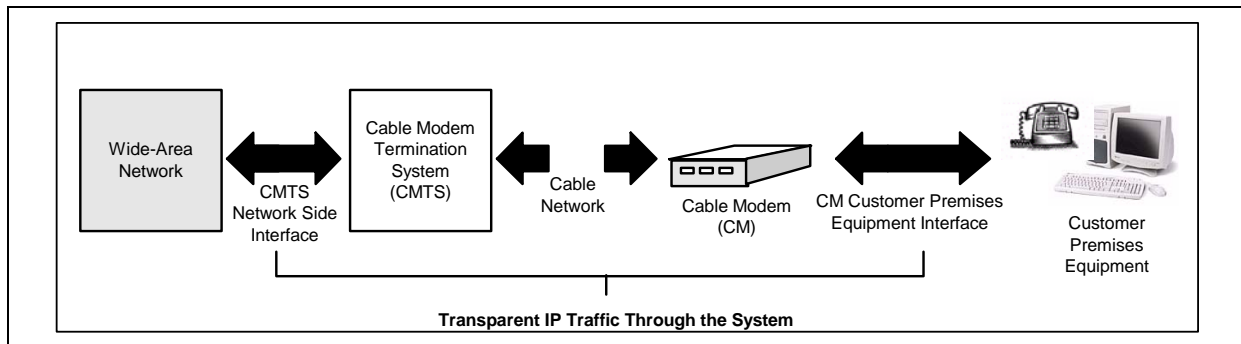 Wide-Area
Network
CMTS
Network Side
Interface
Cable Modem
Termination
System
(CMTS)
Cable
Network
Cable Modem
(CM)
CM Customer Premises
Equipment Interface
Customer
Premises
Equipment
Transparent IP Traffic Through the System